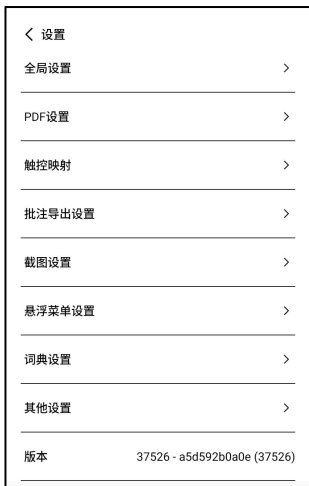 设置
全局设置
PDF设置
触控映射
批注导出设置
截图设置
悬浮菜单设置
词典设置
其他设置
版本 37526 - a5d592b0a0e (37526)